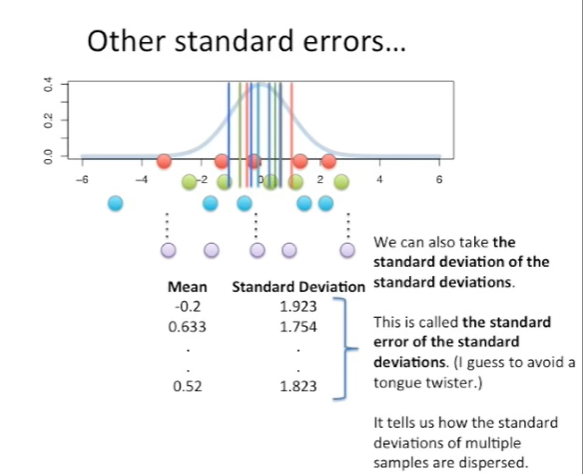 Other standard errors...
0.4
0.2
0.0
-6 -4 -2 0 2 4 6
We can also take the
standard deviation of the
standard deviations.
Mean Standard Deviation
-0.2 1.923
0.633 1.754
. .
. .
0.52 1.823
This is called the standard
error of the standard
deviations. (I guess to avoid a
tongue twister.)
It tells us how the standard
deviations of multiple
samples are dispersed.